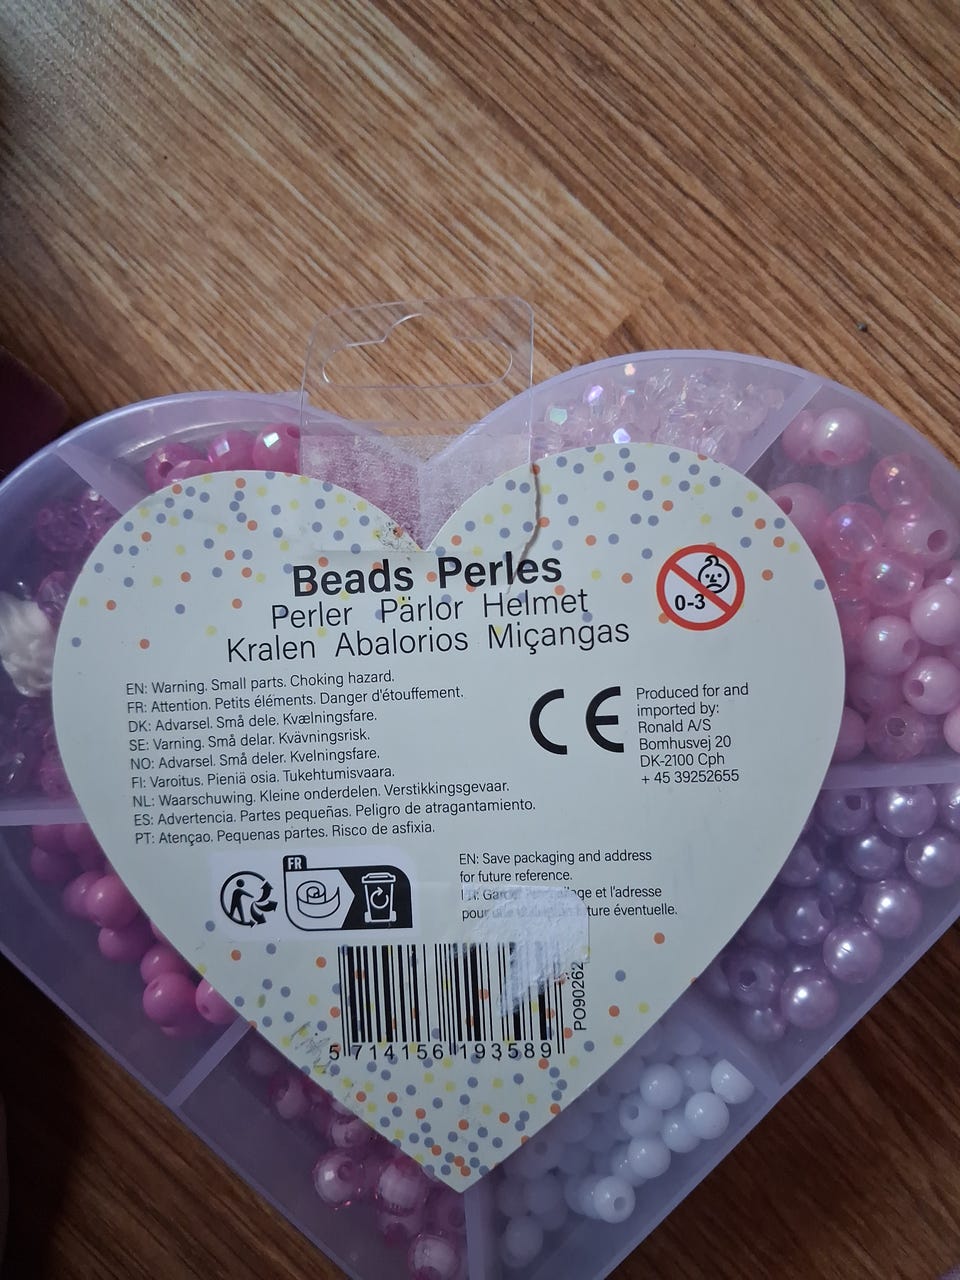 Beads Perles
Perler Pärlor Helmet
Kralen Abalorios Miçangas
0-3
EN: Warning. Small parts. Choking hazard.
FR: Attention. Petits éléments. Danger d'étouffement.
DK: Advarsel. Små dele. Kvælningsfare.
SE: Varning. Små delar. Kvävningsrisk.
NO: Advarsel. Små deler. Kvelningsfare.
FI: Varoitus. Pieniä osia. Tukehtumisvaara.
NL: Waarschuwing. Kleine onderdelen. Verstikkingsgevaar.
ES: Advertencia. Partes pequeñas. Peligro de atragantamiento.
PT: Atençao. Pequenas partes. Risco de asfixia.
CE
Produced for and
imported by:
Ronald A/S
Bomhusvej 20
DK-2100 Cph
+ 45 39252655
FR
EN: Save packaging and address
for future reference.
et l'adresse
pour éventuelle.
PO90262
5 714156 193589